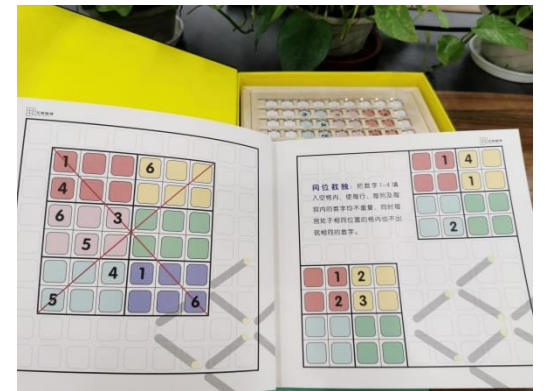 1 6
4
6 3
5
4 1
5 6
同位数独：把数字1-4填
入空格内，使每行、每列及每
宫内的数字均不重复，同时每
宫处于相同位置的格内也不出
现相同的数字。
1 4
1
2
1 2
2 3